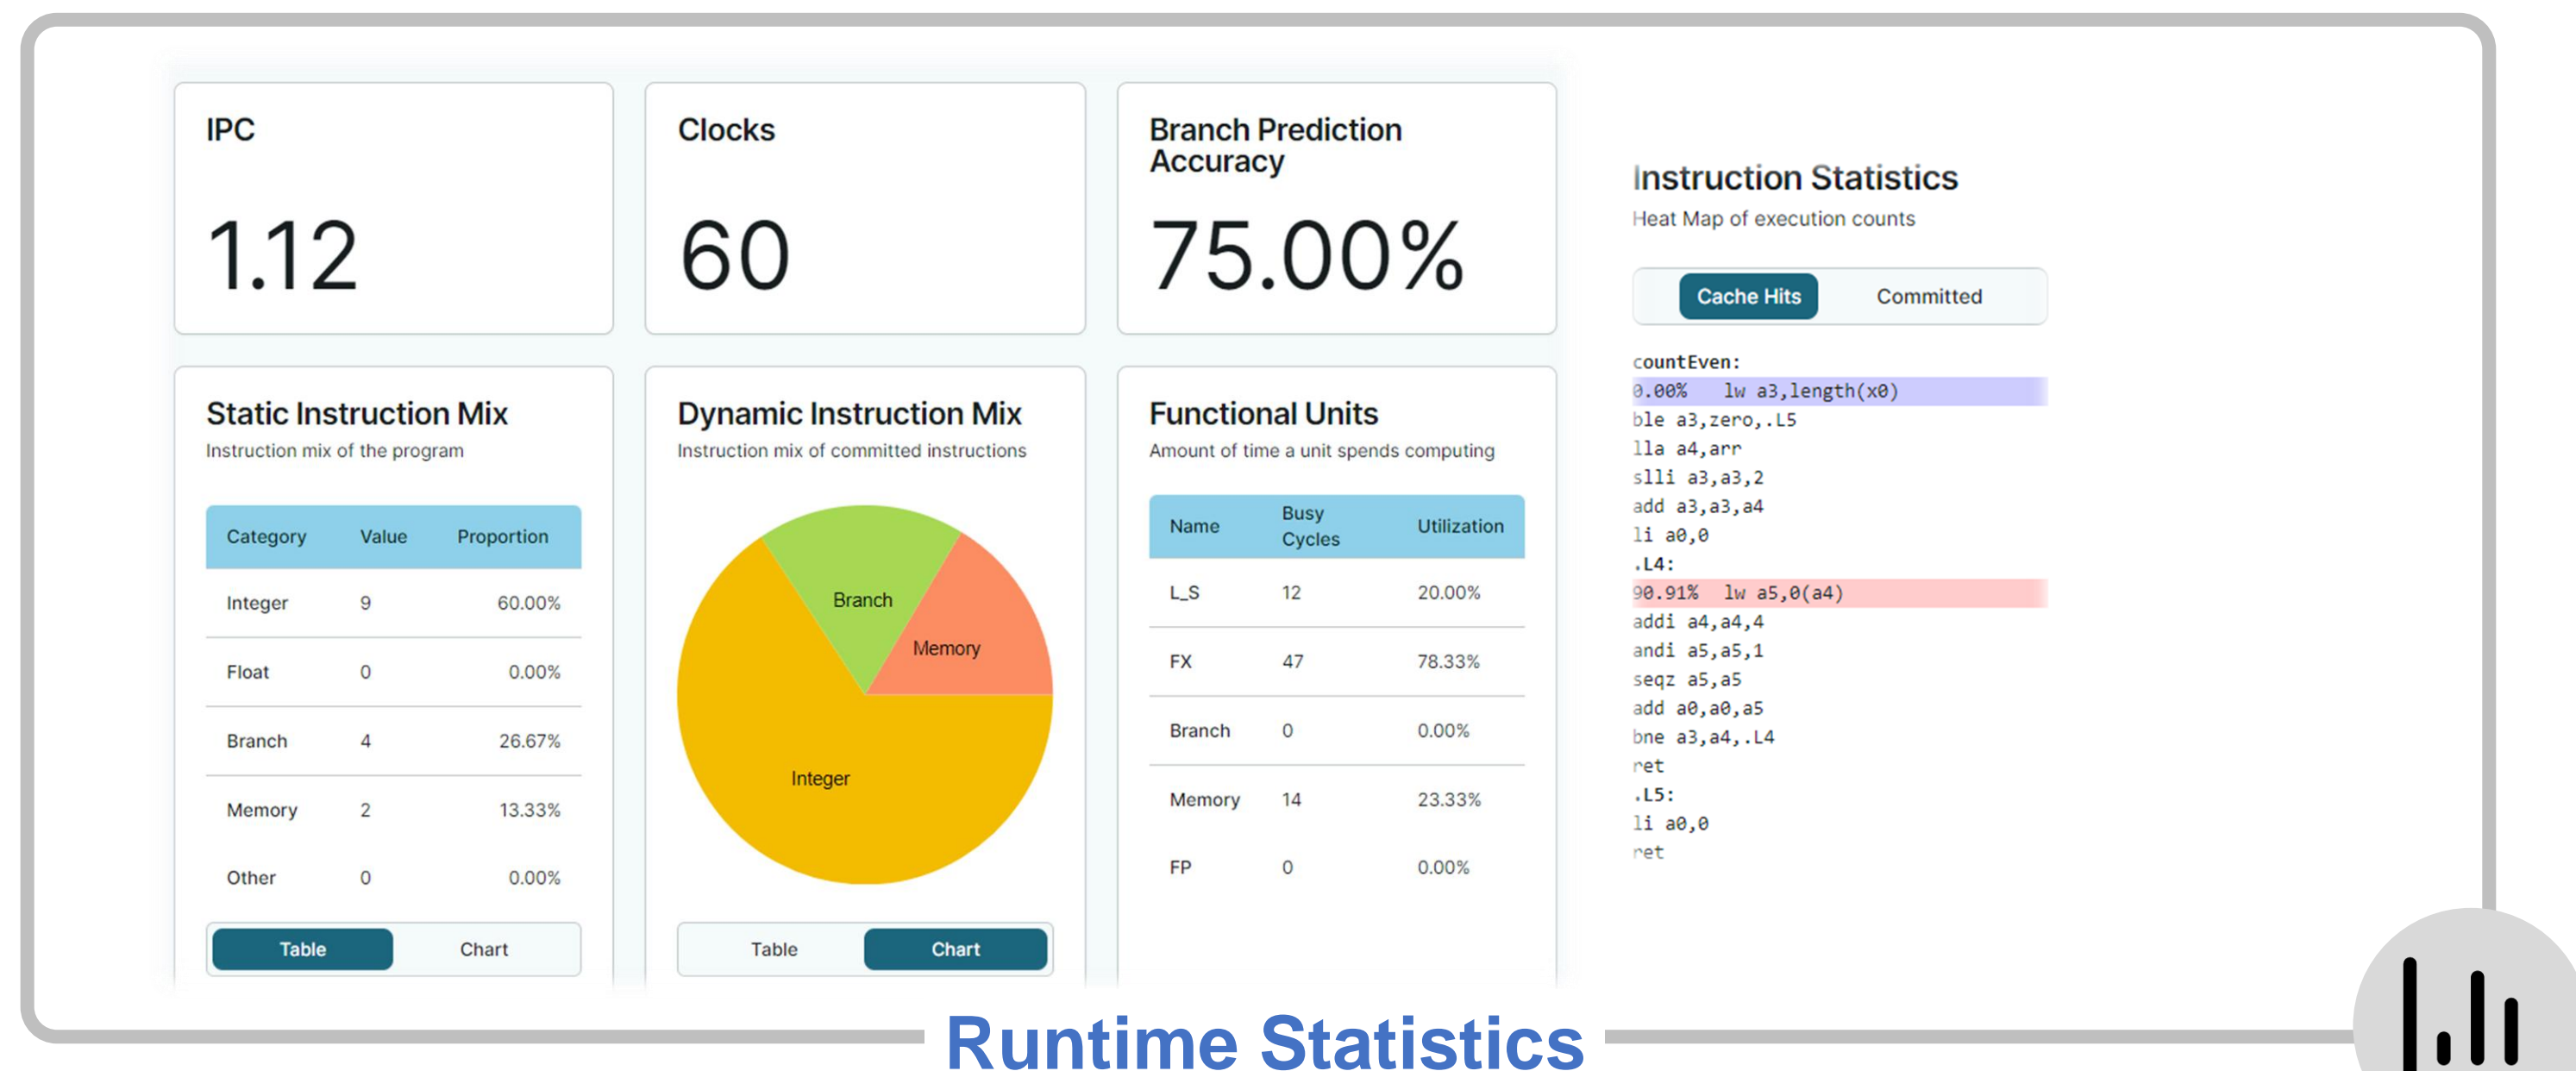 IPC
1.12
Clocks
60
Branch Prediction
Accuracy
75.00%
Static Instruction Mix
Instruction mix of the program
Category Value Proportion
Integer 9 60.00%
Float 0 0.00%
Branch 4 26.67%
Memory 2 13.33%
Other 0 0.00%
Table Chart
Dynamic Instruction Mix
Instruction mix of committed instructions
Branch
Memory
Integer
Table Chart
Functional Units
Amount of time a unit spends computing
Name Busy Cycles Utilization
L_S 12 20.00%
FX 47 78.33%
Branch 0 0.00%
Memory 14 23.33%
FP 0 0.00%
Instruction Statistics
Heat Map of execution counts
Cache Hits Committed
countEven:
0.00% lw a3,length(x0)
ble a3,zero,.L5
lla a4,arr
slli a3,a3,2
add a3,a3,a4
li a0,0
.L4:
90.91% lw a5,0(a4)
addi a4,a4,4
andi a5,a5,1
seqz a5,a5
add a0,a0,a5
bne a3,a4,.L4
ret
.L5:
li a0,0
ret
Runtime Statistics